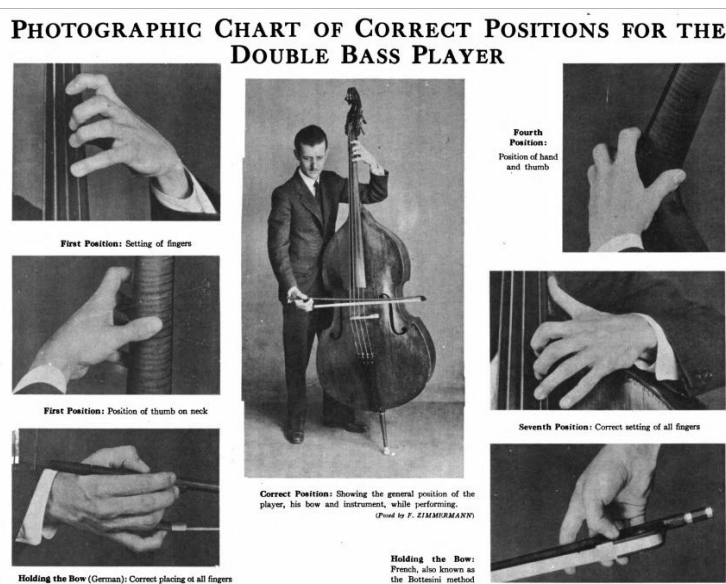 PHOTOGRAPHIC CHART OF CORRECT POSITIONS FOR THE
DOUBLE BASS PLAYER
First Position: Setting of fingers
First Position: Position of thumb on neck
Holding the Bow (German): Correct placing of all fingers
Correct Position: Showing the general position of the
player, his bow and instrument, while performing.
(Posed by F. ZIMMERMANN)
Fourth
Position:
Position of hand
and thumb
Seventh Position: Correct setting of all fingers
Holding the Bow:
French, also known as
the Bottesini method